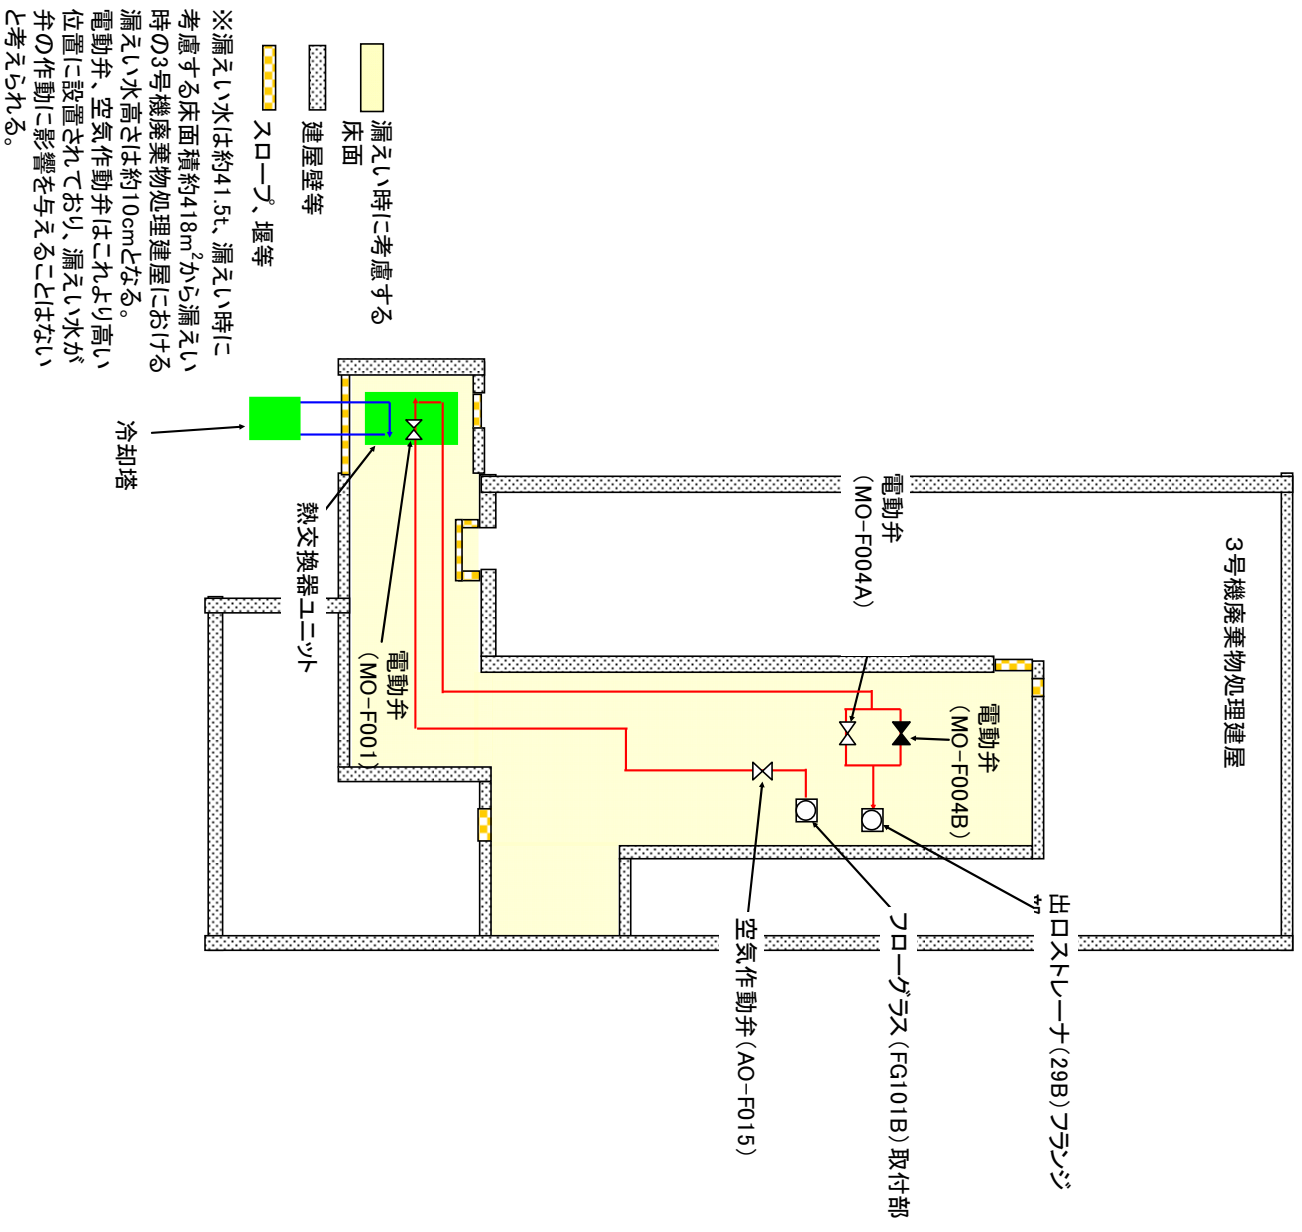 3号機廃棄物処理建屋
出口ストレーナ(29B)フランジ
電動弁
(MO-F004B)
フローグラス(FG101B)取付部
電動弁
(MO-F004A)
空気作動弁(AO-F015)
電動弁
(MO-F001)
熱交換器ユニット
冷却塔
漏えい時に考慮する
床面
建屋壁等
スロープ、堰等
※漏えい水は約41.5t、漏えい時に
考慮する床面積約418m²から漏えい
時の3号機廃棄物処理建屋における
漏えい水高さは約10cmとなる。
電動弁、空気作動弁はこれより高い
位置に設置されており、漏えい水が
弁の作動に影響を与えることはない
と考えられる。